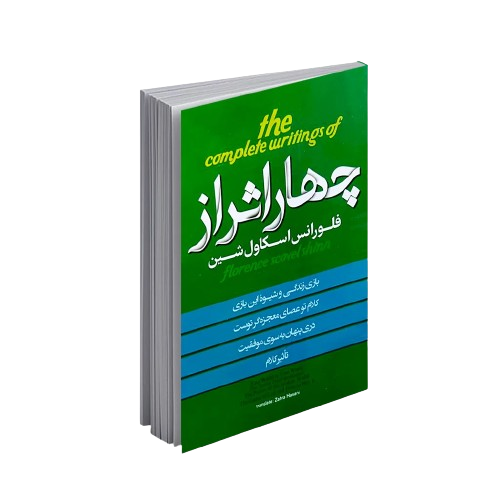 the
complete writings of
چهار اثر از
فلورانس اسکاول شین
florence scovel shinn
بازی زندگی و شیوه این بازی
کلام تو عصای معجزه‌گر توست
دری پنهان به سوی موفقیت
تأثیر کلام